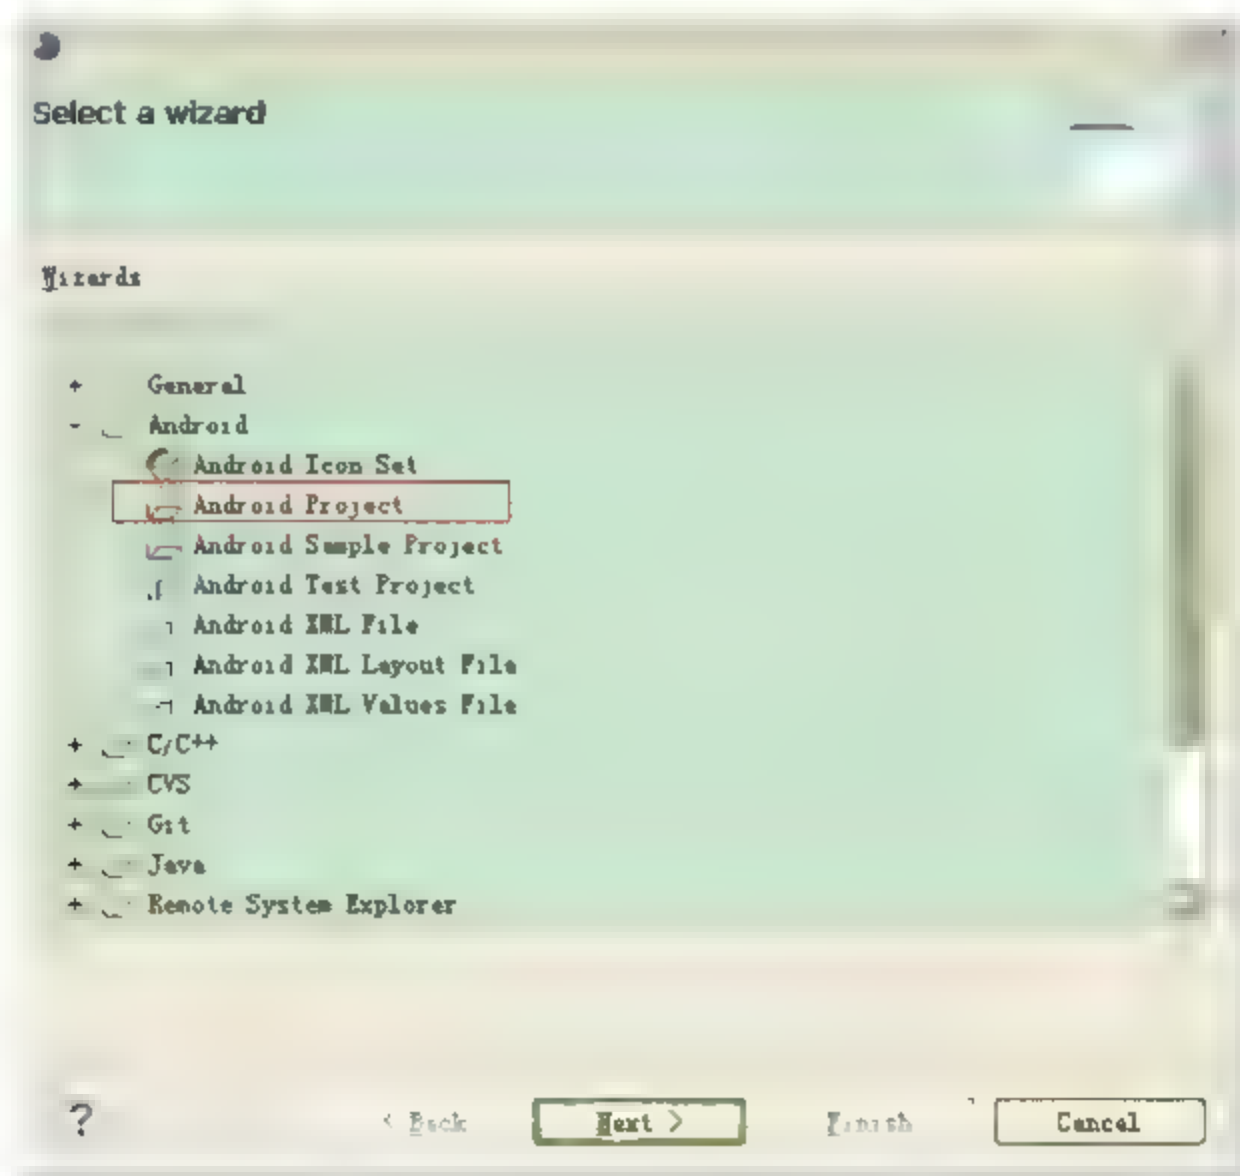 Select a wizard
Wizards
+ General
- Android
Android Icon Set
Android Project
Android Sample Project
Android Test Project
Android XML File
Android XML Layout File
Android XML Values File
+ C/C++
+ CVS
+ Git
+ Java
+ Remote System Explorer
? < Back Next > Finish Cancel